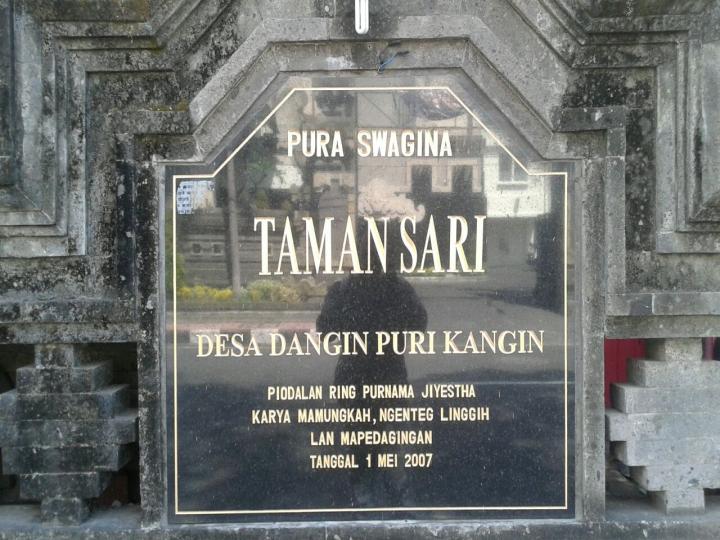 PURA SWAGINA
TAMAN SARI
DESA DANGIN PURI KANGIN
PIODALAN RING PURNAMA JIYESTHA
KARYA MAMUNGKAH, NGENTEG LINGGIH
LAN MAPEDAGINGAN
TANGGAL 1 MEI 2007